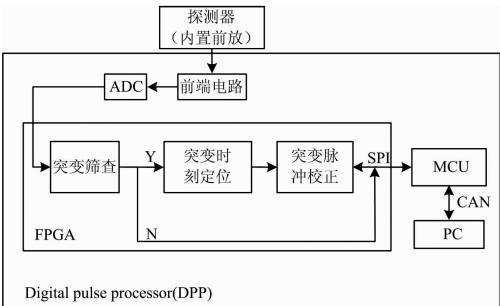 探测器
（内置前放）
ADC
前端电路
突变筛查
Y
突变时
刻定位
突变脉
冲校正
SPI
MCU
CAN
PC
N
FPGA
Digital pulse processor(DPP)